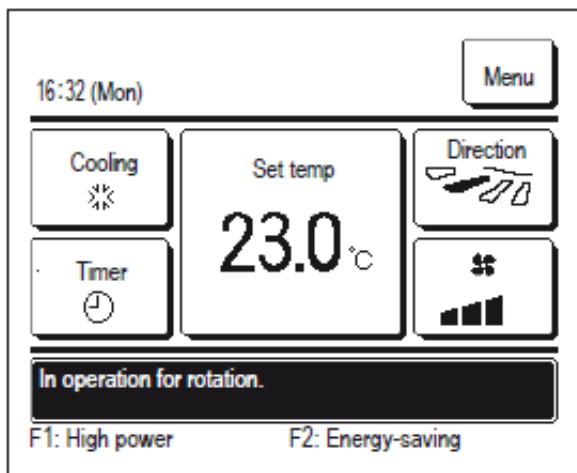 16:32 (Mon)
Menu
Cooling
Set temp
Direction
23.0 °C
Timer
In operation for rotation.
F1: High power
F2: Energy-saving